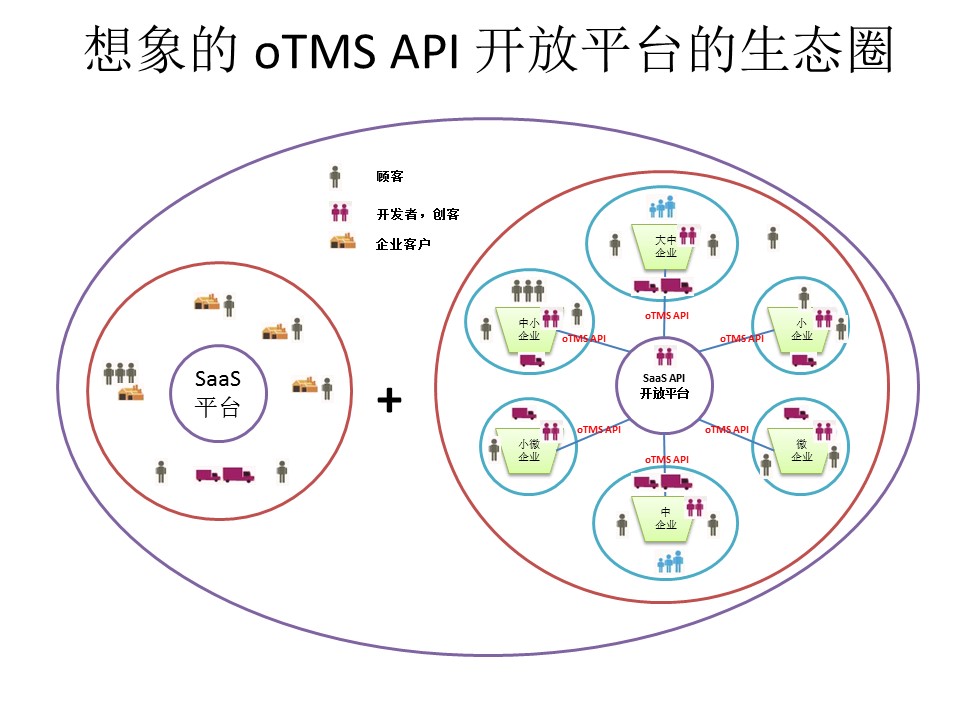 想象的 oTMS API 开放平台的生态圈
顾客
开发者，创客
企业客户
SaaS
平台
+
大中
企业
oTMS API
中小
企业
oTMS API
小
企业
oTMS API
SaaS API
开放平台
小微
企业
oTMS API
微
企业
oTMS API
oTMS API
中
企业